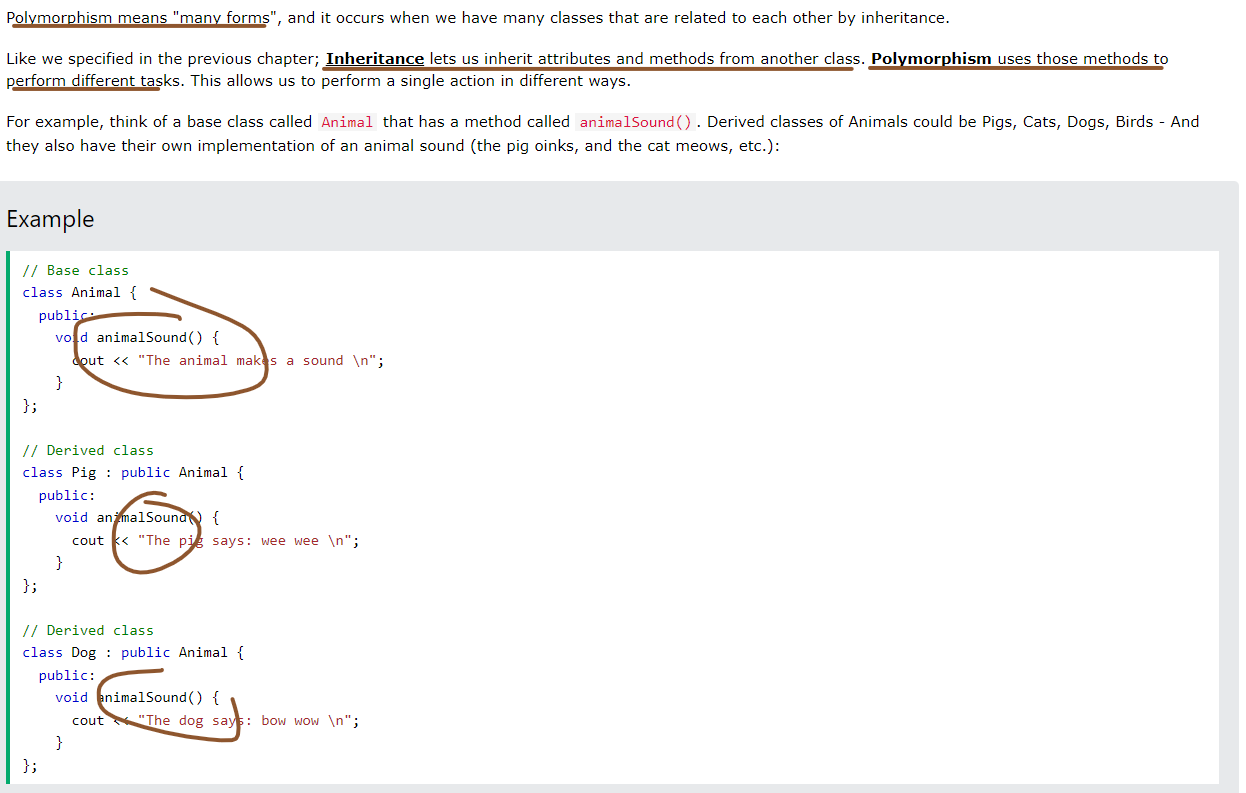 Polymorphism means "many forms", and it occurs when we have many classes that are related to each other by inheritance.
Like we specified in the previous chapter; Inheritance lets us inherit attributes and methods from another class. Polymorphism uses those methods to
perform different tasks. This allows us to perform a single action in different ways.
For example, think of a base class called Animal that has a method called animalSound(). Derived classes of Animals could be Pigs, Cats, Dogs, Birds - And
they also have their own implementation of an animal sound (the pig oinks, and the cat meows, etc.):
Example
// Base class
class Animal {
  public:
    void animalSound() {
      cout << "The animal makes a sound \n";
    }
};
// Derived class
class Pig : public Animal {
  public:
    void animalSound() {
      cout << "The pig says: wee wee \n";
    }
};
// Derived class
class Dog : public Animal {
  public:
    void animalSound() {
      cout << "The dog says: bow wow \n";
    }
};